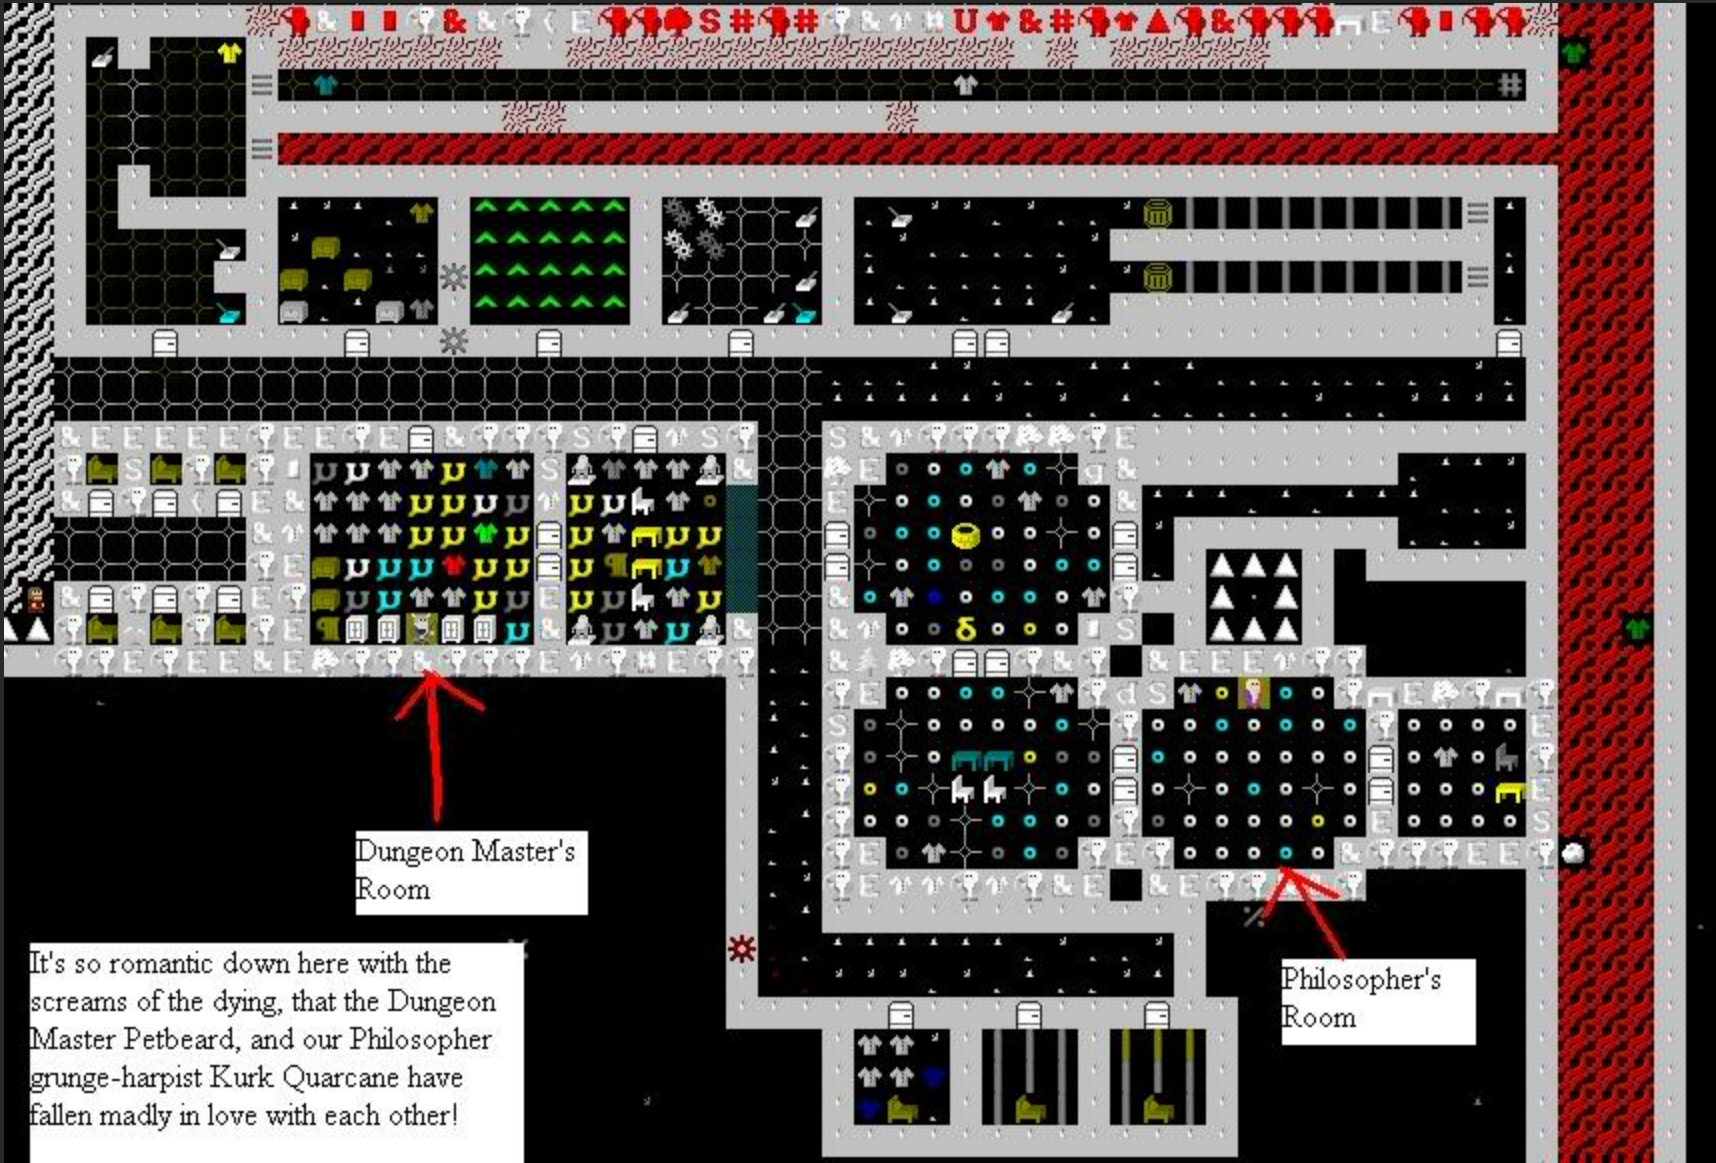 Dungeon Master's
Room
Philosopher's
Room
It's so romantic down here with the
screams of the dying, that the Dungeon
Master Petbeard, and our Philosopher
grunge-harpist Kurk Quarcane have
fallen madly in love with each other!